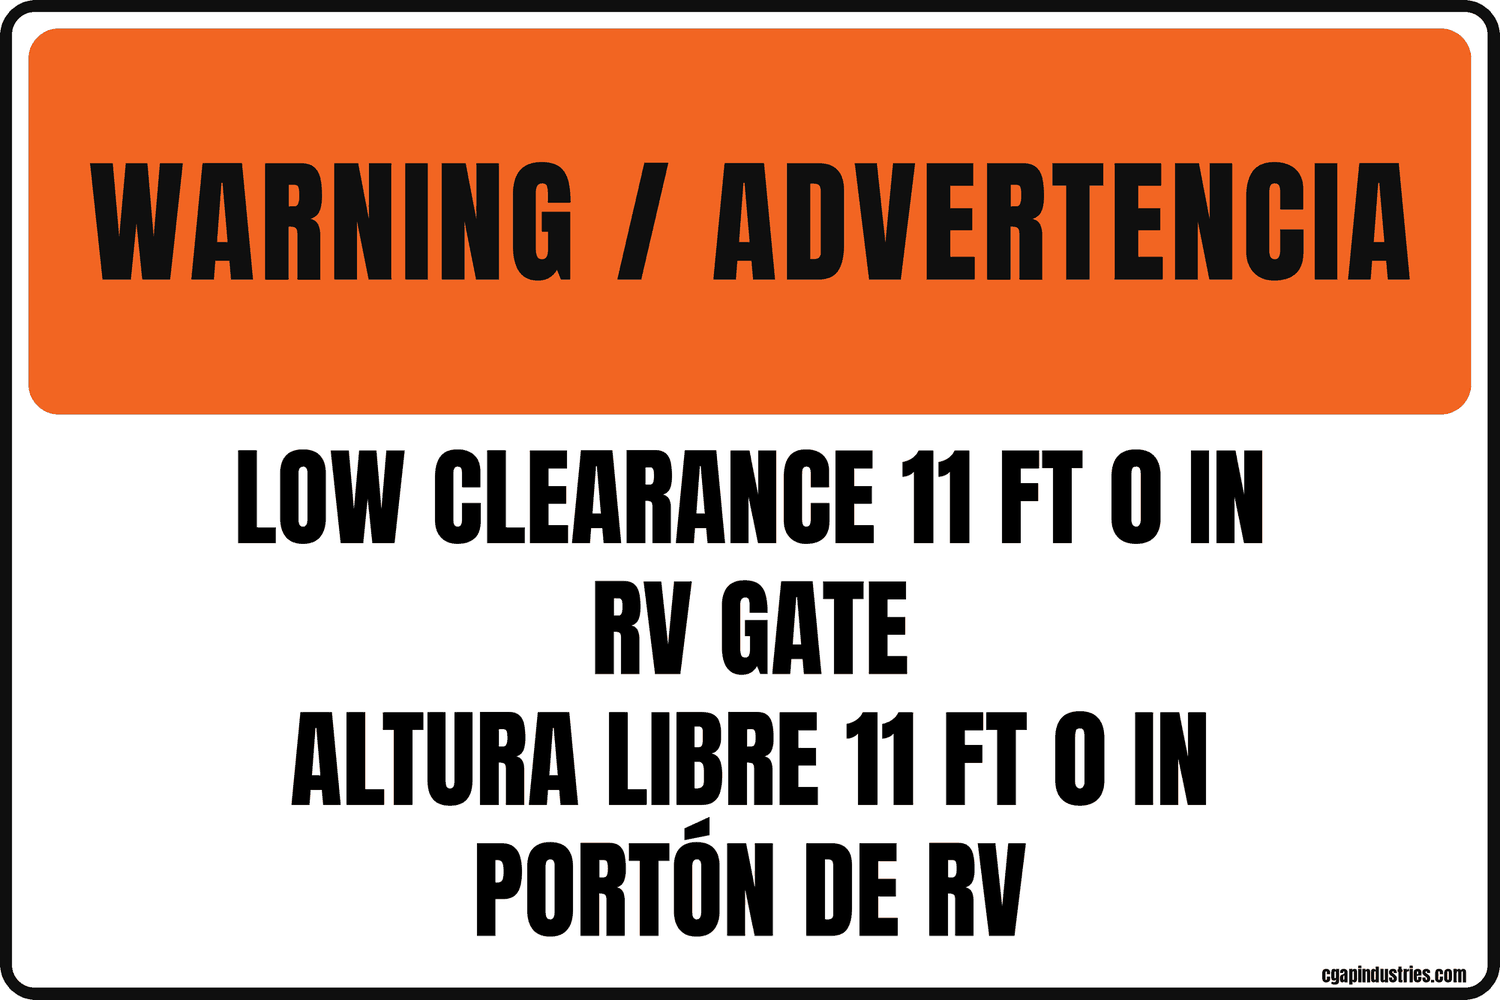 WARNING / ADVERTENCIA
LOW CLEARANCE 11 FT 0 IN
RV GATE
ALTURA LIBRE 11 FT 0 IN
PORTÓN DE RV
cgapindustries.com